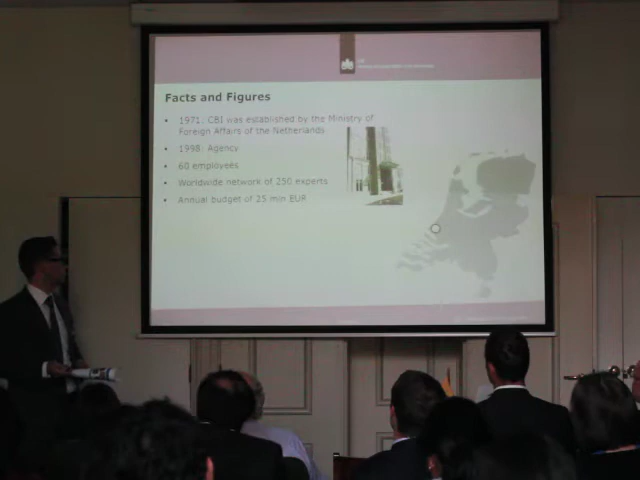 Facts and Figures
1971: CBI was established by the Ministry of
Foreign Affairs of the Netherlands
1998: Agency
60 employees
Worldwide network of 250 experts
Annual budget of 25 mln EUR